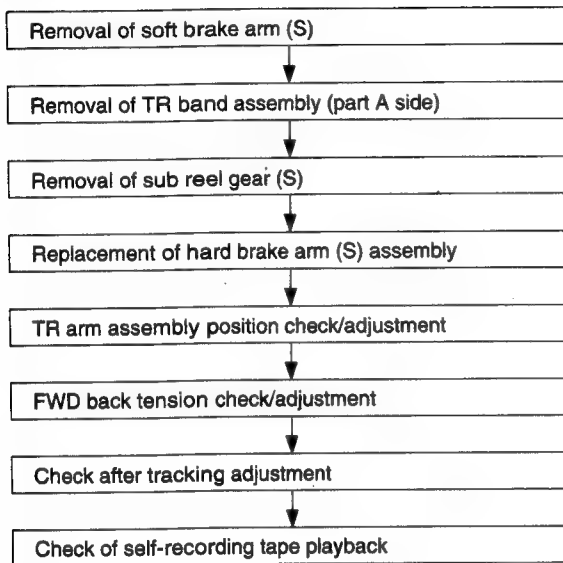 Removal of soft brake arm (S)
Removal of TR band assembly (part A side)
Removal of sub reel gear (S)
Replacement of hard brake arm (S) assembly
TR arm assembly position check/adjustment
FWD back tension check/adjustment
Check after tracking adjustment
Check of self-recording tape playback